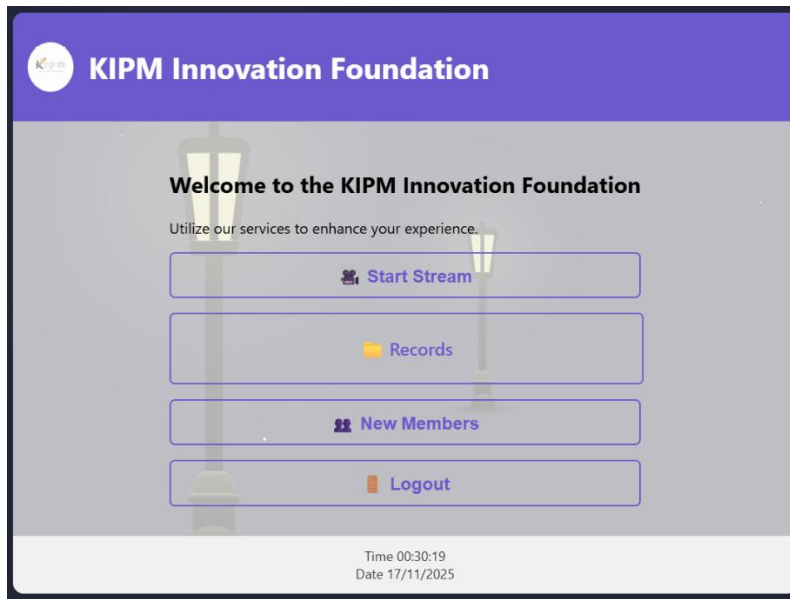 KIPM Innovation Foundation
Welcome to the KIPM Innovation Foundation
Utilize our services to enhance your experience.
Start Stream
Records
New Members
Logout
Time 00:30:19
Date 17/11/2025